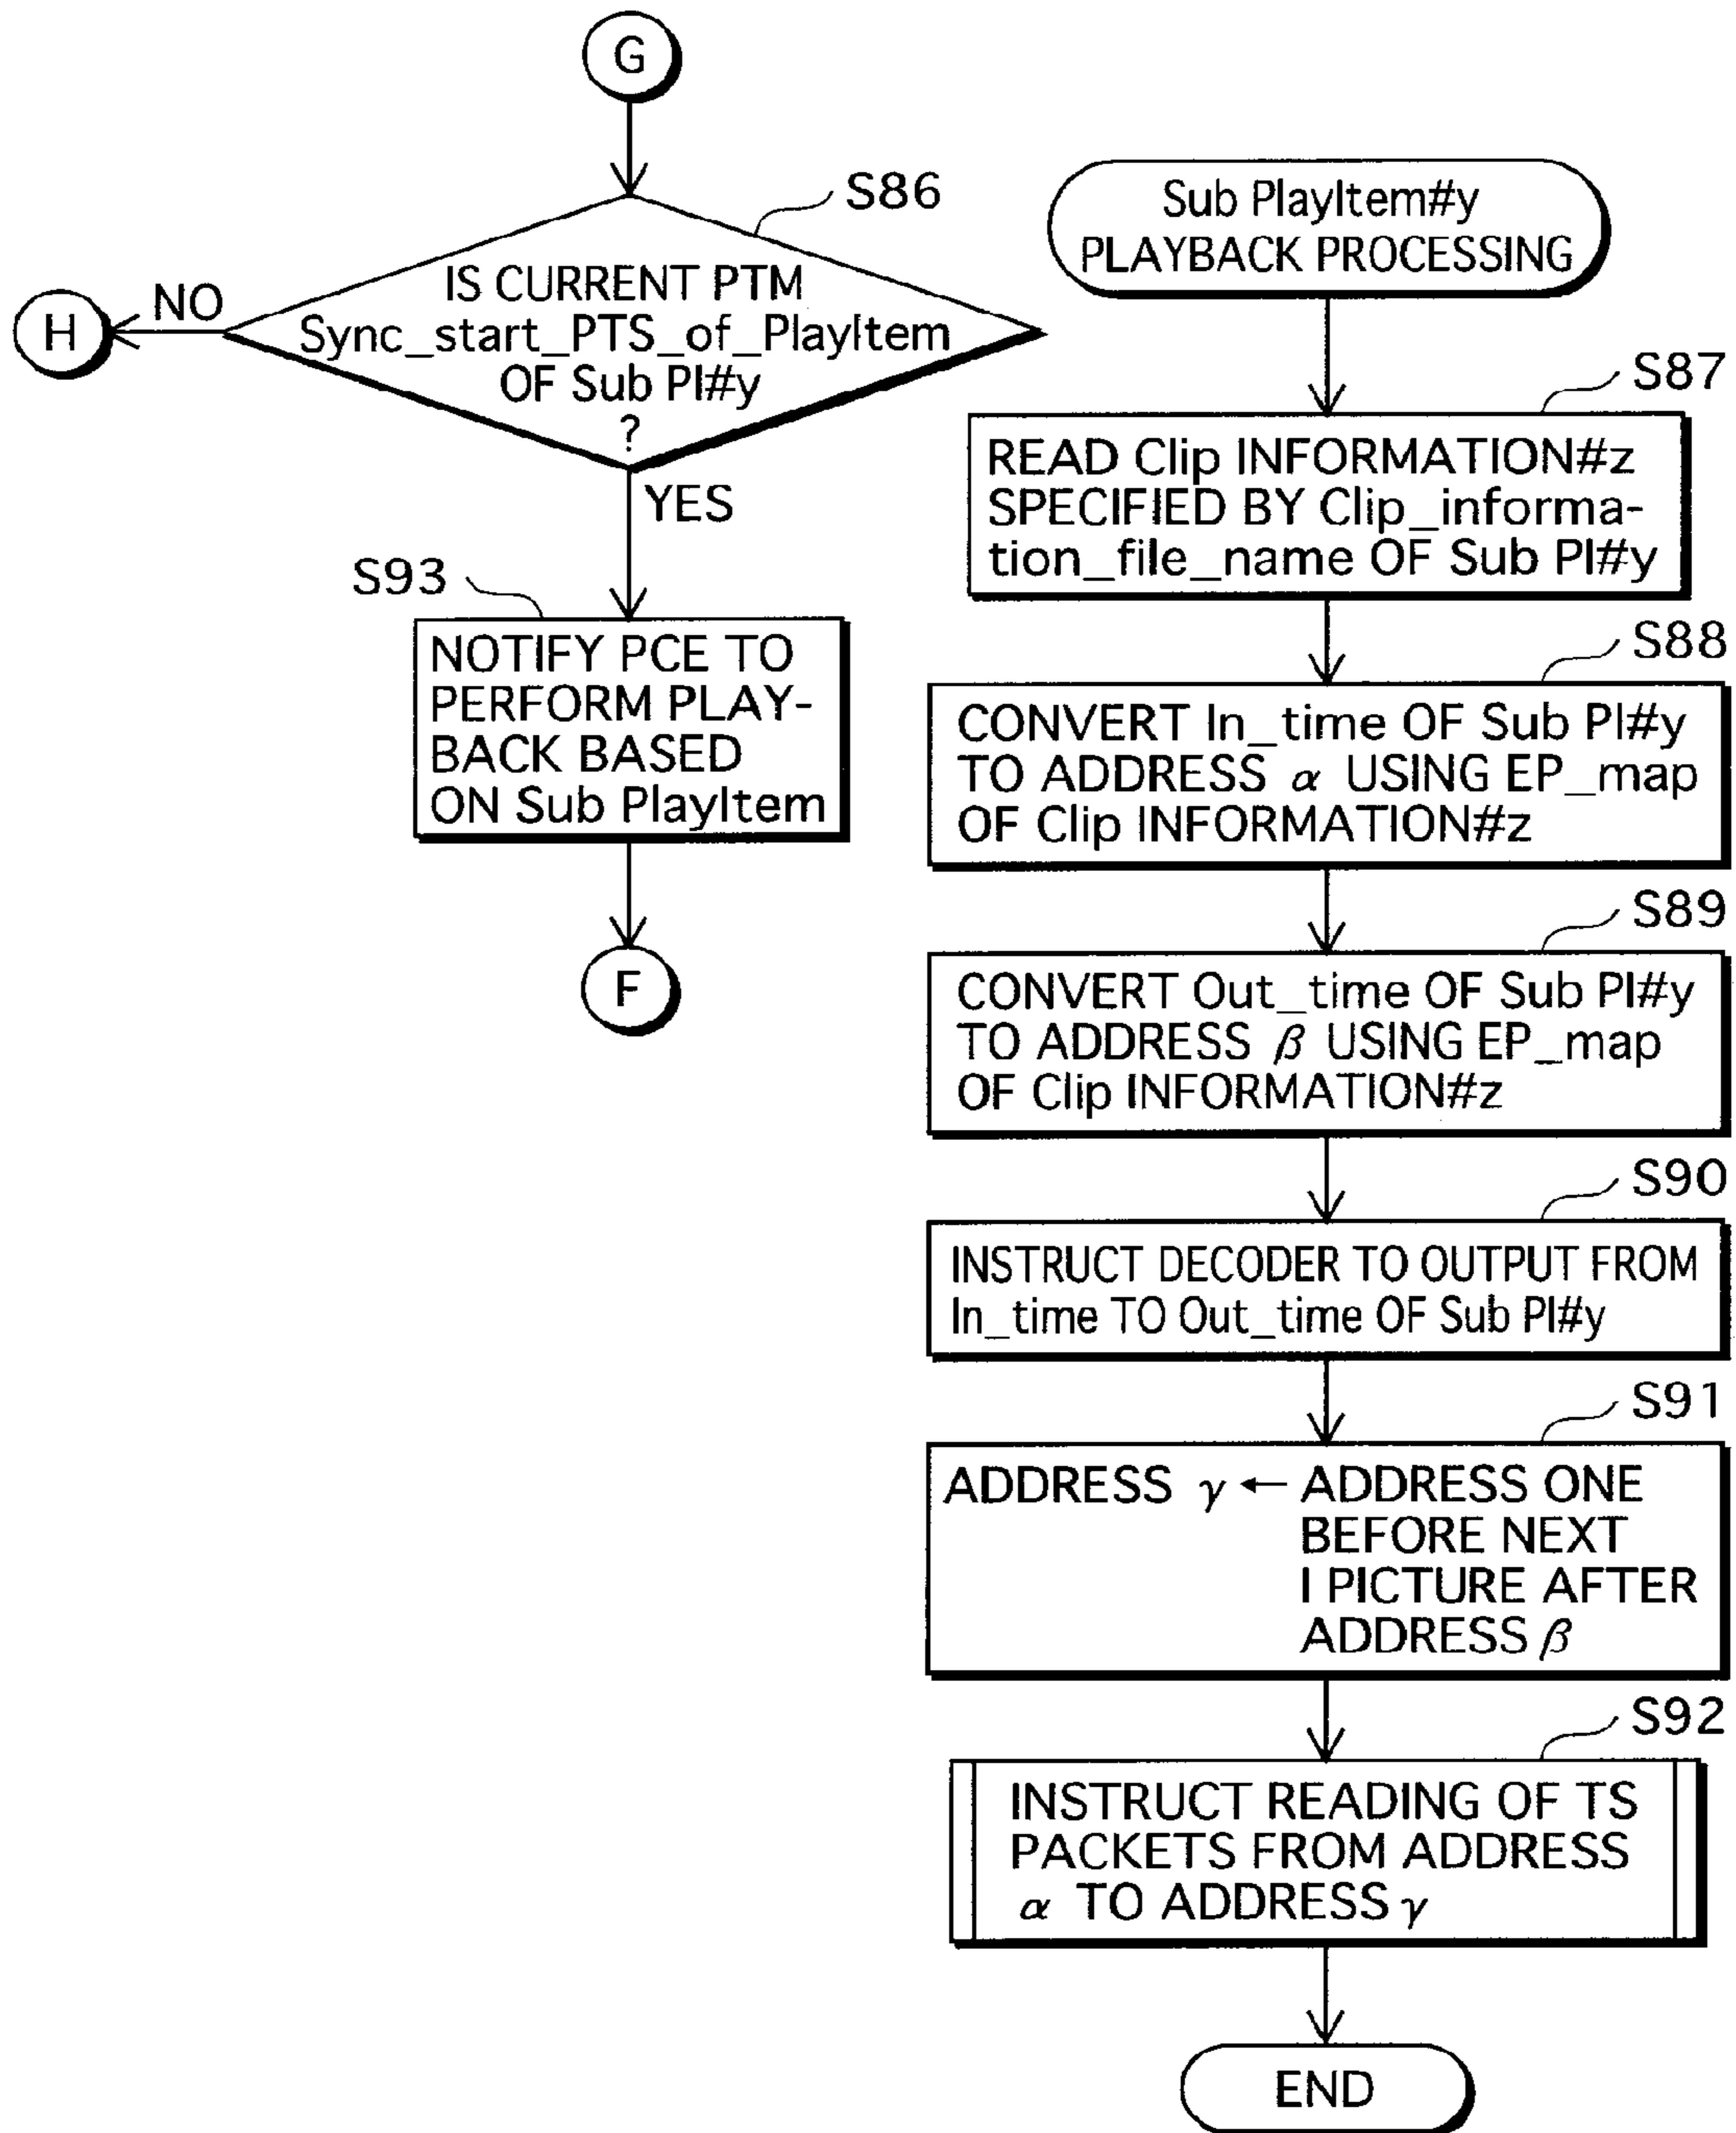 G
S86
IS CURRENT PTM
Sync_start_PTS_of_PlayItem
OF Sub PI#y
?
NO
H
YES
S93
NOTIFY PCE TO
PERFORM PLAY-
BACK BASED
ON Sub PlayItem
F
Sub PlayItem#y
PLAYBACK PROCESSING
S87
READ Clip INFORMATION#z
SPECIFIED BY Clip_informa-
tion_file_name OF Sub PI#y
S88
CONVERT In_time OF Sub PI#y
TO ADDRESS α USING EP_map
OF Clip INFORMATION#z
S89
CONVERT Out_time OF Sub PI#y
TO ADDRESS β USING EP_map
OF Clip INFORMATION#z
S90
INSTRUCT DECODER TO OUTPUT FROM
In_time TO Out_time OF Sub PI#y
S91
ADDRESS γ ← ADDRESS ONE
BEFORE NEXT
I PICTURE AFTER
ADDRESS β
S92
INSTRUCT READING OF TS
PACKETS FROM ADDRESS
α TO ADDRESS γ
END